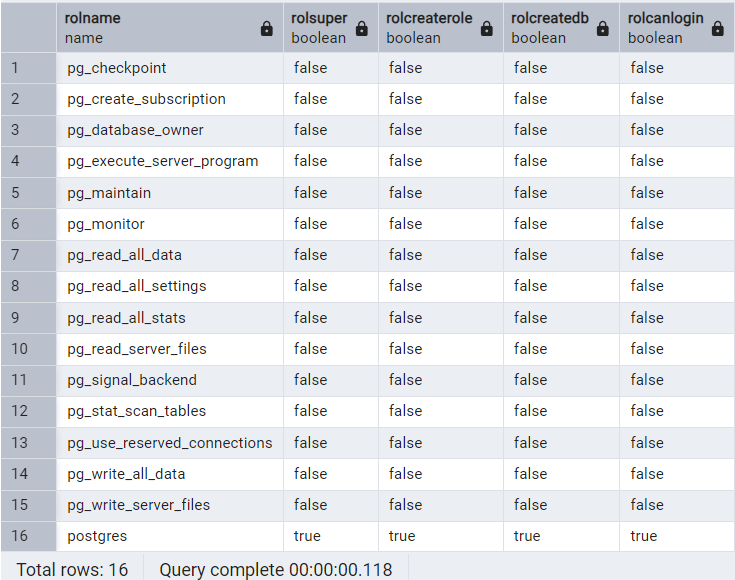 rolname rolsuper rolcreaterole rolcreatedb rolcanlogin
name boolean boolean boolean boolean
1 pg_checkpoint false false false false
2 pg_create_subscription false false false false
3 pg_database_owner false false false false
4 pg_execute_server_program false false false false
5 pg_maintain false false false false
6 pg_monitor false false false false
7 pg_read_all_data false false false false
8 pg_read_all_settings false false false false
9 pg_read_all_stats false false false false
10 pg_read_server_files false false false false
11 pg_signal_backend false false false false
12 pg_stat_scan_tables false false false false
13 pg_use_reserved_connections false false false false
14 pg_write_all_data false false false false
15 pg_write_server_files false false false false
16 postgres true true true true
Total rows: 16 Query complete 00:00:00.118